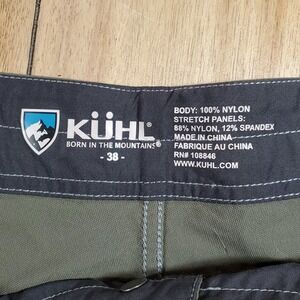 KÜHL®
BORN IN THE MOUNTAINS®
- 38 -
BODY: 100% NYLON
STRETCH PANELS:
88% NYLON, 12% SPANDEX
MADE IN CHINA
FABRIQUE AU CHINA
RN# 108846
WWW.KUHL.COM